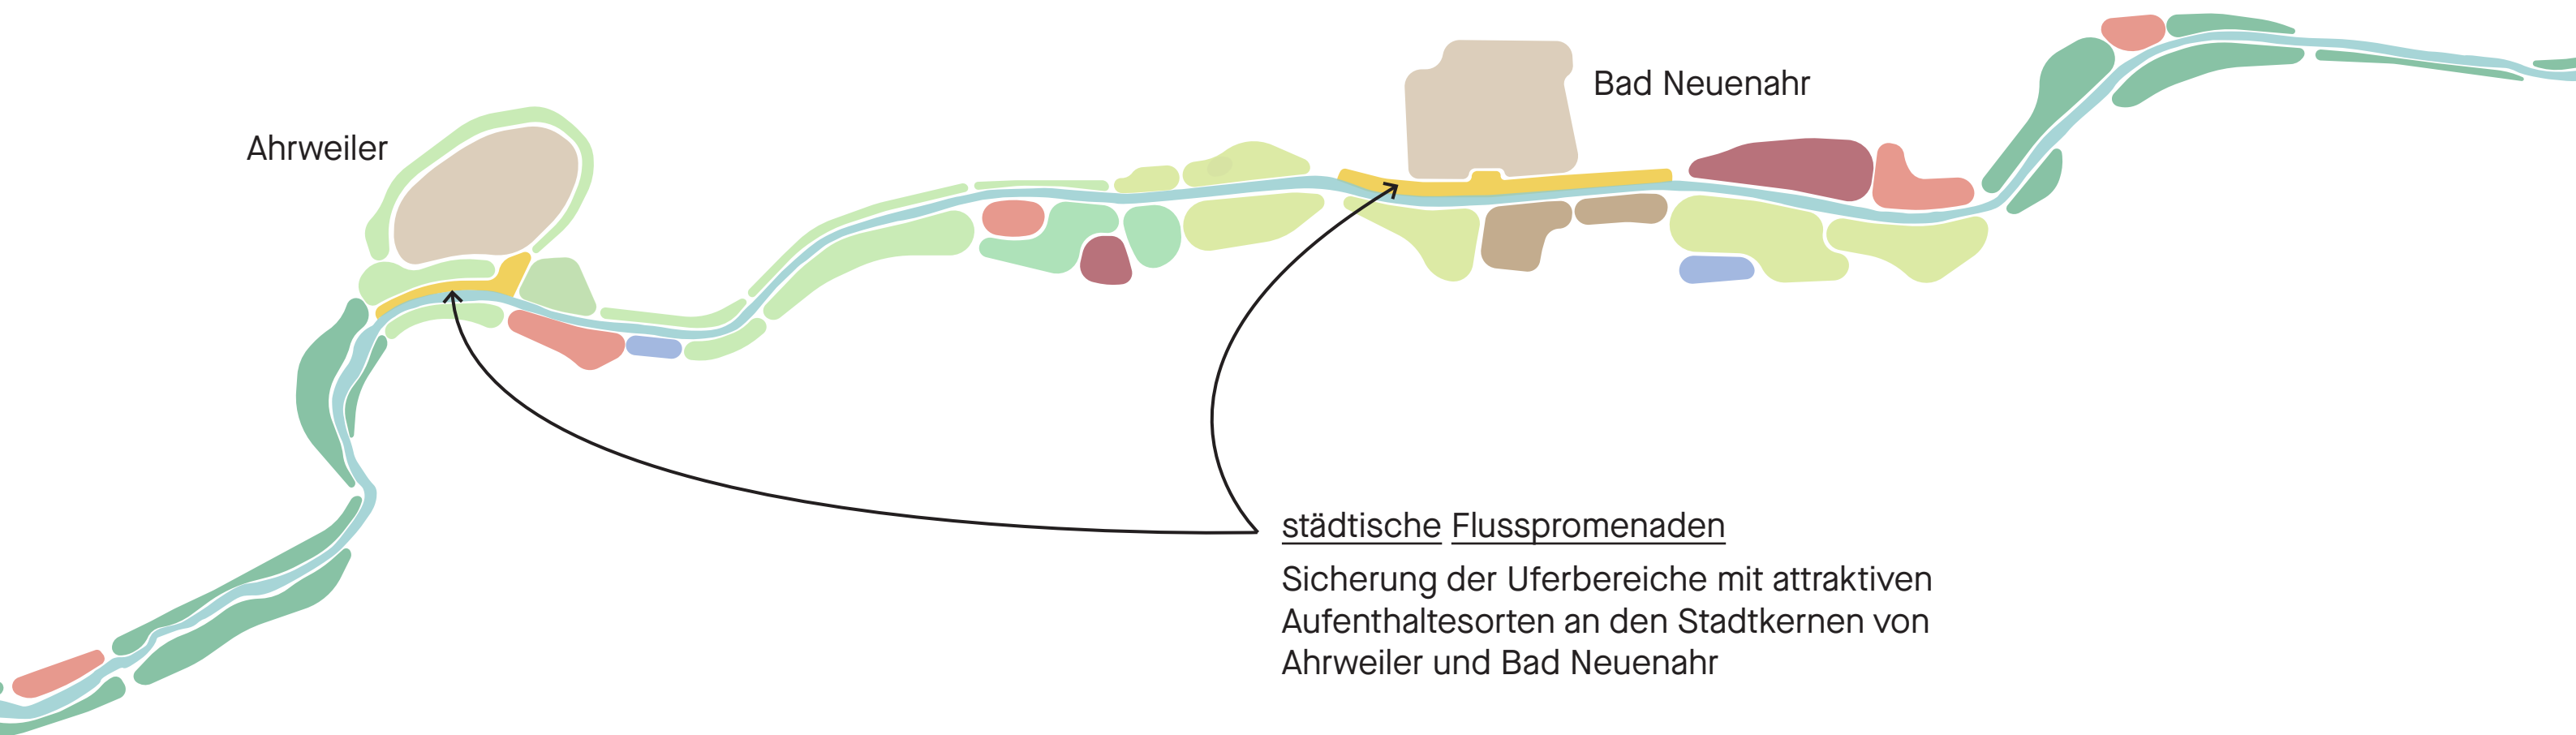 Ahrweiler
Bad Neuenahr
städtische Flusspromenaden
Sicherung der Uferbereiche mit attraktiven
Aufenthaltesorten an den Stadtkernen von
Ahrweiler und Bad Neuenahr